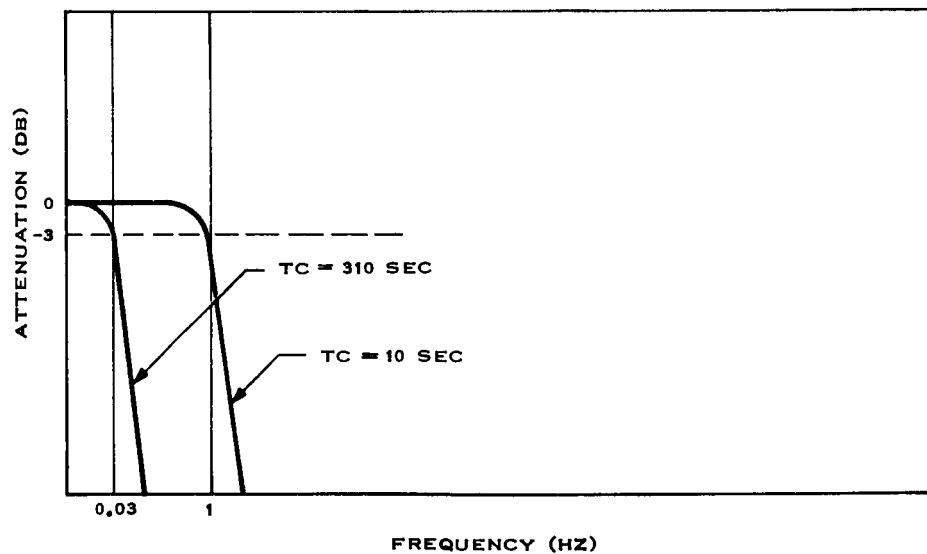 ATTENUATION (DB)
0
-3
TC = 310 SEC
TC = 10 SEC
0.03
1
FREQUENCY (HZ)